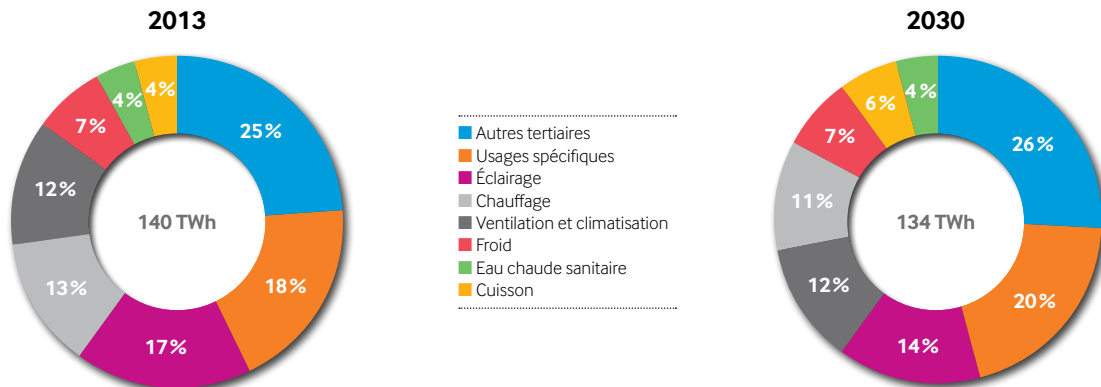 2013
25%
18%
17%
13%
12%
7%
4%
4%
140 TWh
Autres tertiaires
Usages spécifiques
Éclairage
Chauffage
Ventilation et climatisation
Froid
Eau chaude sanitaire
Cuisson
2030
26%
20%
14%
12%
11%
7%
6%
4%
134 TWh